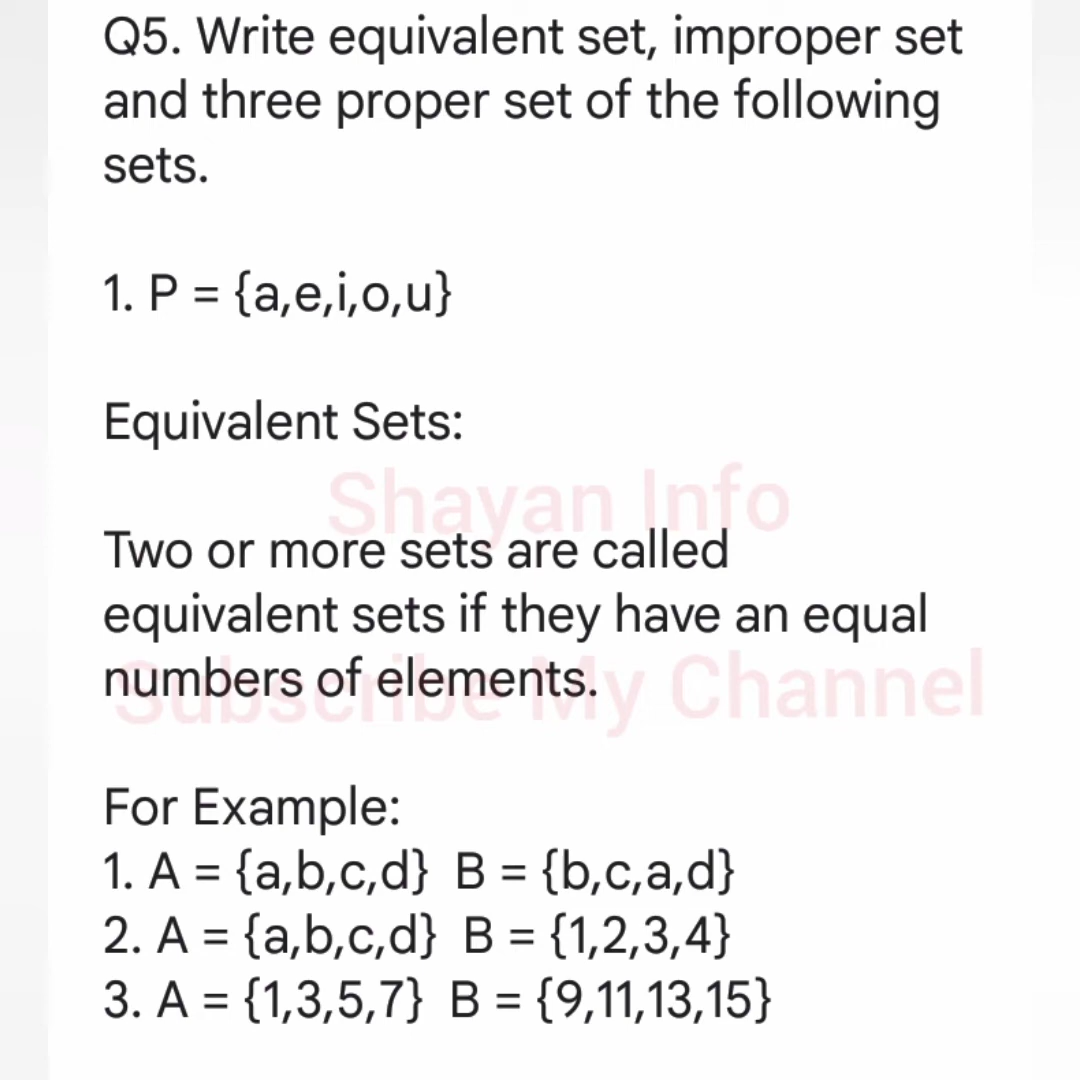 Q5. Write equivalent set, improper set
and three proper set of the following
sets.
1. P = {a,e,i,o,u}
Equivalent Sets:
Shayan Info
Two or more sets are called
equivalent sets if they have an equal
numbers of elements.
Subscribe My Channel
For Example:
1. A = {a,b,c,d} B = {b,c,a,d}
2. A = {a,b,c,d} B = {1,2,3,4}
3. A = {1,3,5,7} B = {9,11,13,15}